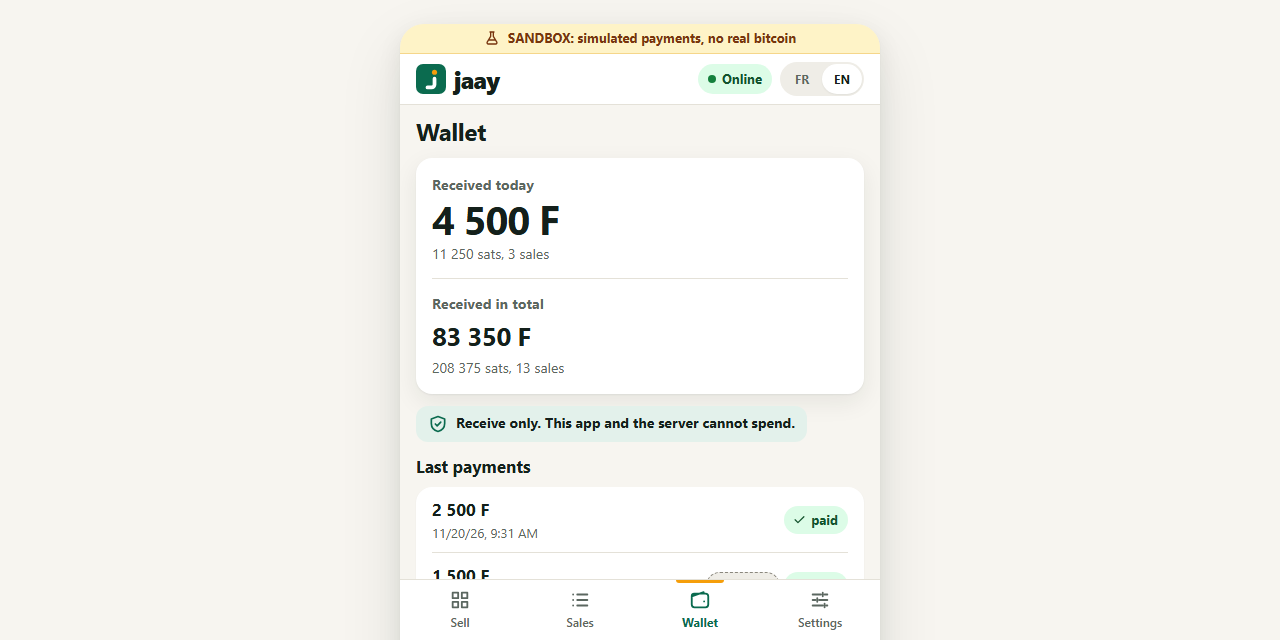 SANDBOX: simulated payments, no real bitcoin
jaay
Online
FR
EN
Wallet
Received today
4 500 F
11 250 sats, 3 sales
Received in total
83 350 F
208 375 sats, 13 sales
Receive only. This app and the server cannot spend.
Last payments
2 500 F
11/20/26, 9:31 AM
paid
1 500 F
Sell
Sales
Wallet
Settings